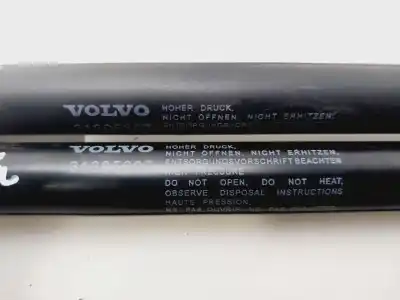 VOLVO
HOHER DRUCK,
NICHT ÖFFNEN, NICHT ERHITZEN,
VOLVO
HOHER DRUCK,
NICHT ÖFFNEN, NICHT ERHITZEN,
ENTSORGUNGSVORSCHRIFT BEACHTEN
HIGH PRESSURE
DO NOT OPEN, DO NOT HEAT,
OBSERVE DISPOSAL INSTRUCTIONS
HAUTE PRESSION,